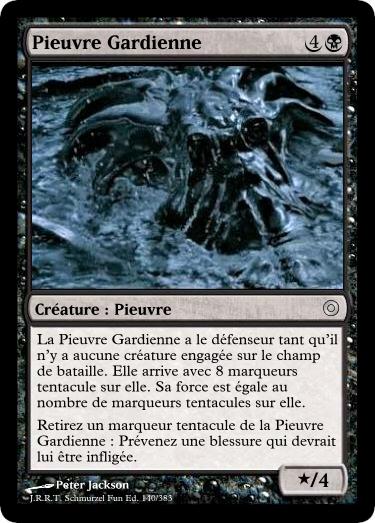 Pieuvre Gardienne 4
Créature : Pieuvre
La Pieuvre Gardienne a le défenseur tant qu'il
n'y a aucune créature engagée sur le champ
de bataille. Elle arrive avec 8 marqueurs
tentacule sur elle. Sa force est égale au
nombre de marqueurs tentacules sur elle.
Retirez un marqueur tentacule de la Pieuvre
Gardienne : Prévenez une blessure qui devrait
lui être infligée.
Peter Jackson
J.R.R.T. Schmurzel Fun Ed. 140/383
★/4